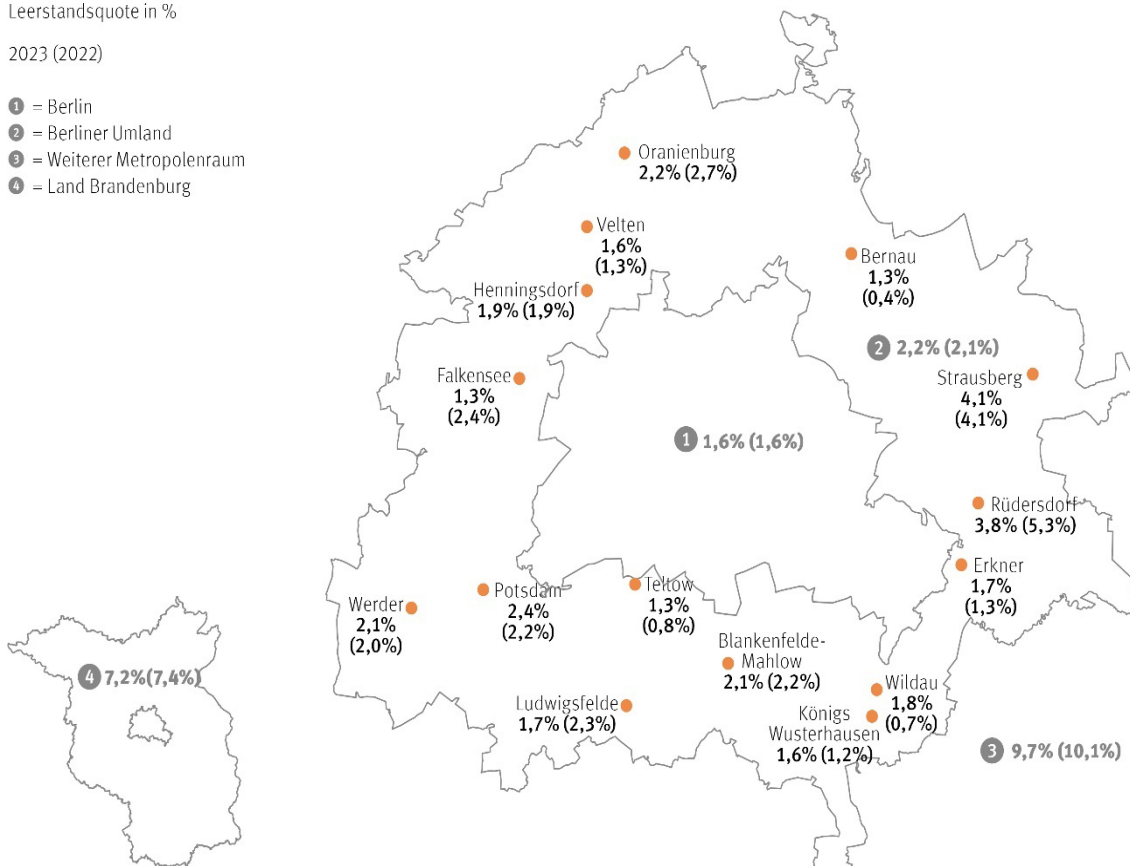 Leerstandsquote in %
2023 (2022)
1 = Berlin
2 = Berliner Umland
3 = Weiterer Metropolenraum
4 = Land Brandenburg
Oranienburg
2,2% (2,7%)
Velten
1,6%
(1,3%)
Bernau
1,3%
(0,4%)
Henningsdorf
1,9% (1,9%)
2 2,2% (2,1%)
Falkensee
1,3%
(2,4%)
Strausberg
4,1%
(4,1%)
1 1,6% (1,6%)
Rüdersdorf
3,8% (5,3%)
Erkner
1,7%
(1,3%)
Potsdam
2,4%
(2,2%)
Teltow
1,3%
(0,8%)
Werder
2,1%
(2,0%)
Blankenfelde-
Mahlow
2,1% (2,2%)
4 7,2%(7,4%)
Wildau
1,8%
(0,7%)
Ludwigsfelde
1,7% (2,3%)
Königs
Wusterhausen
1,6% (1,2%)
3 9,7% (10,1%)